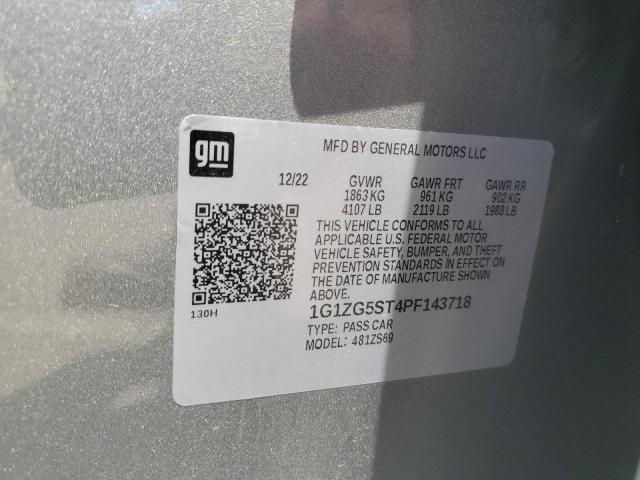 gm
MFD BY GENERAL MOTORS LLC
12/22 GVWR GAWR FRT GAWR RR
1863 KG 961 KG 902 KG
4107 LB 2119 LB 1988 LB
THIS VEHICLE CONFORMS TO ALL
APPLICABLE U.S. FEDERAL MOTOR
VEHICLE SAFETY, BUMPER, AND THEFT
PREVENTION STANDARDS IN EFFECT ON
THE DATE OF MANUFACTURE SHOWN
ABOVE.
130H
1G1ZG5ST4PF143718
TYPE: PASS CAR
MODEL: 481ZS69